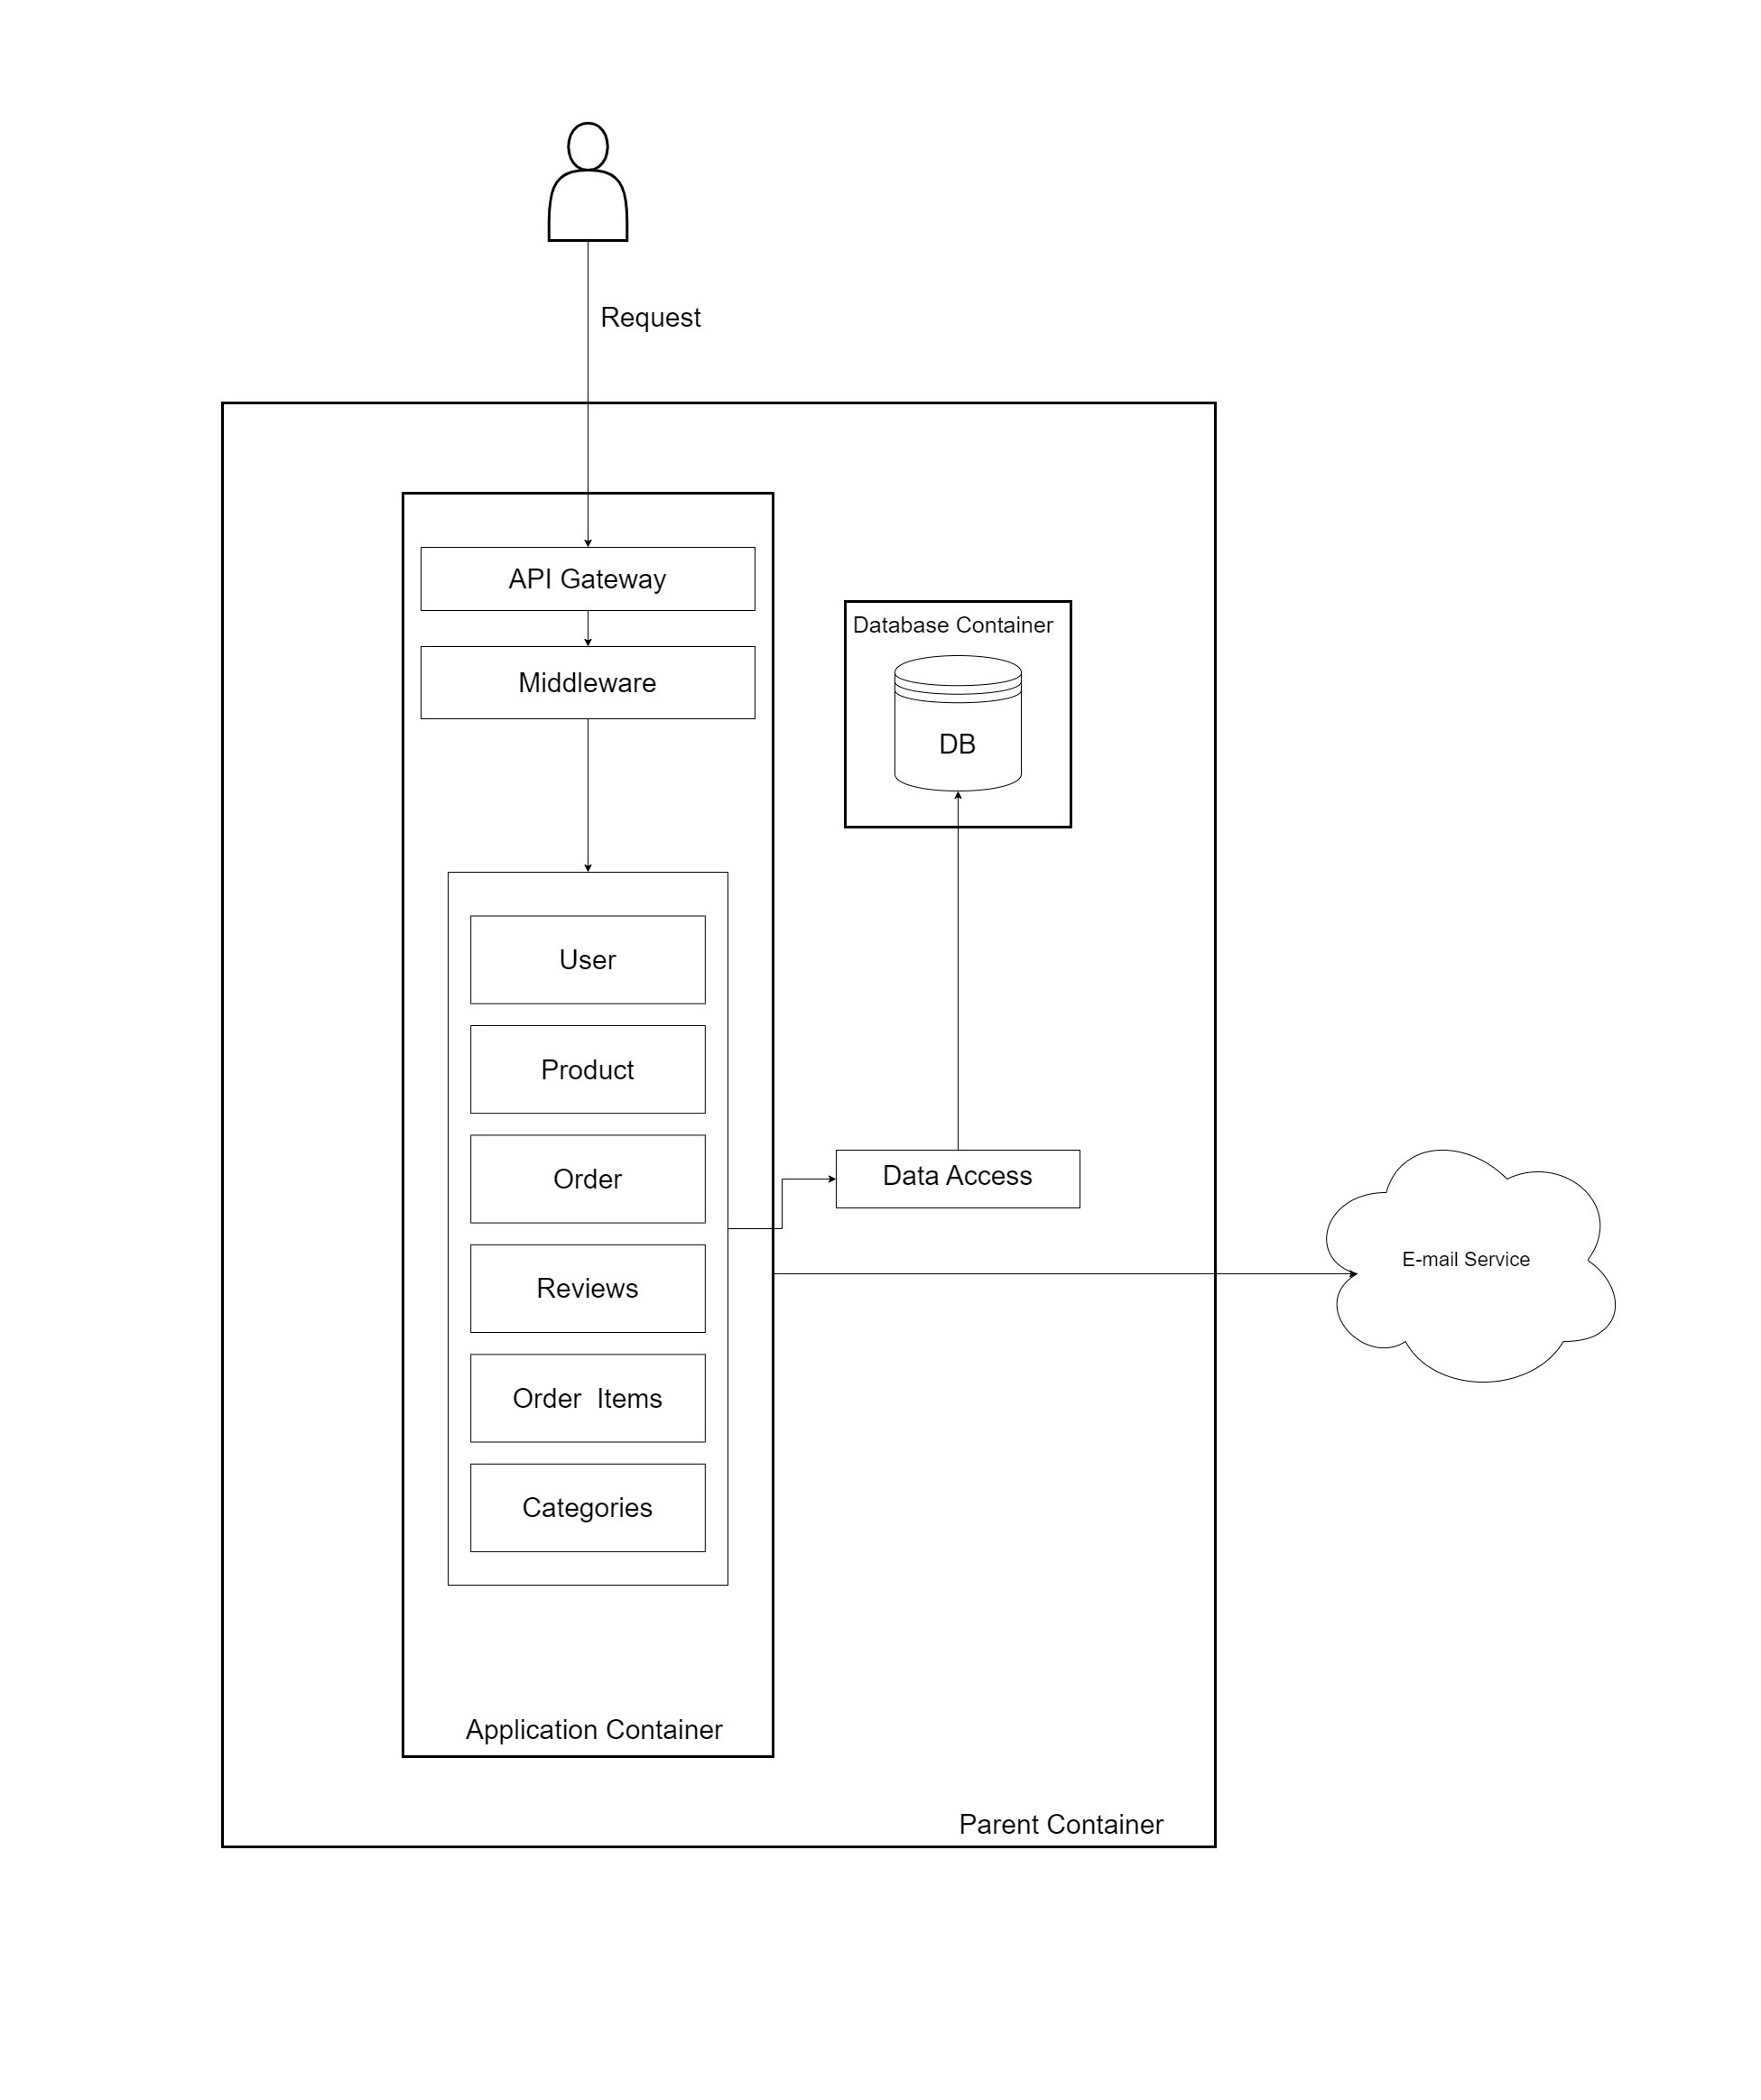 Request
API Gateway
Middleware
Database Container
DB
User
Product
Order
Reviews
Order  Items
Categories
Data Access
E-mail Service
Application Container
Parent Container